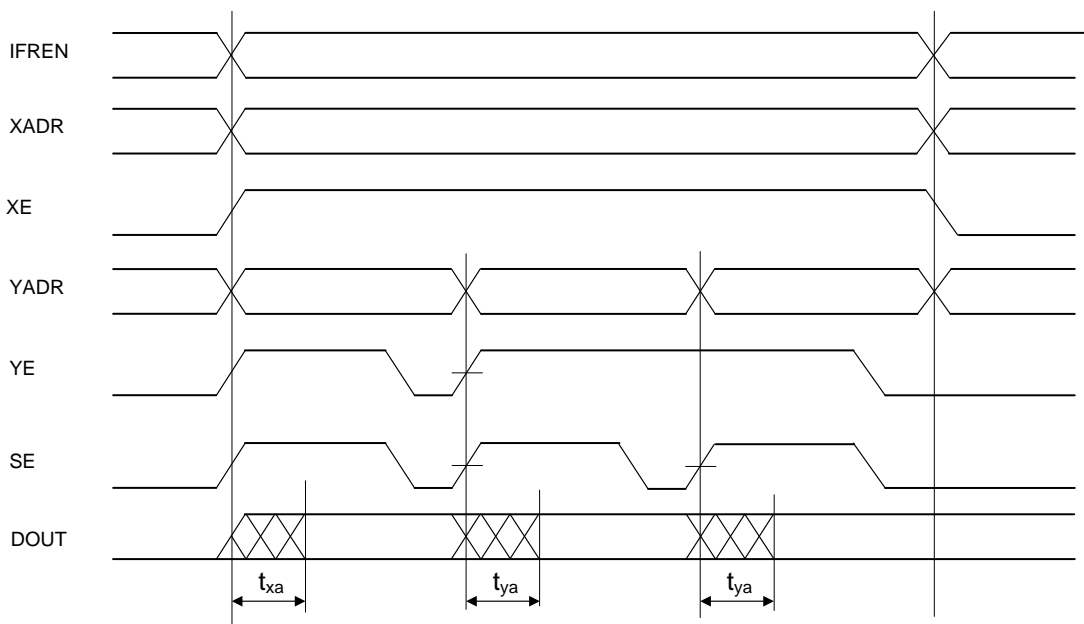 IFREN
XADR
XE
YADR
YE
SE
DOUT
txa
tya
tya